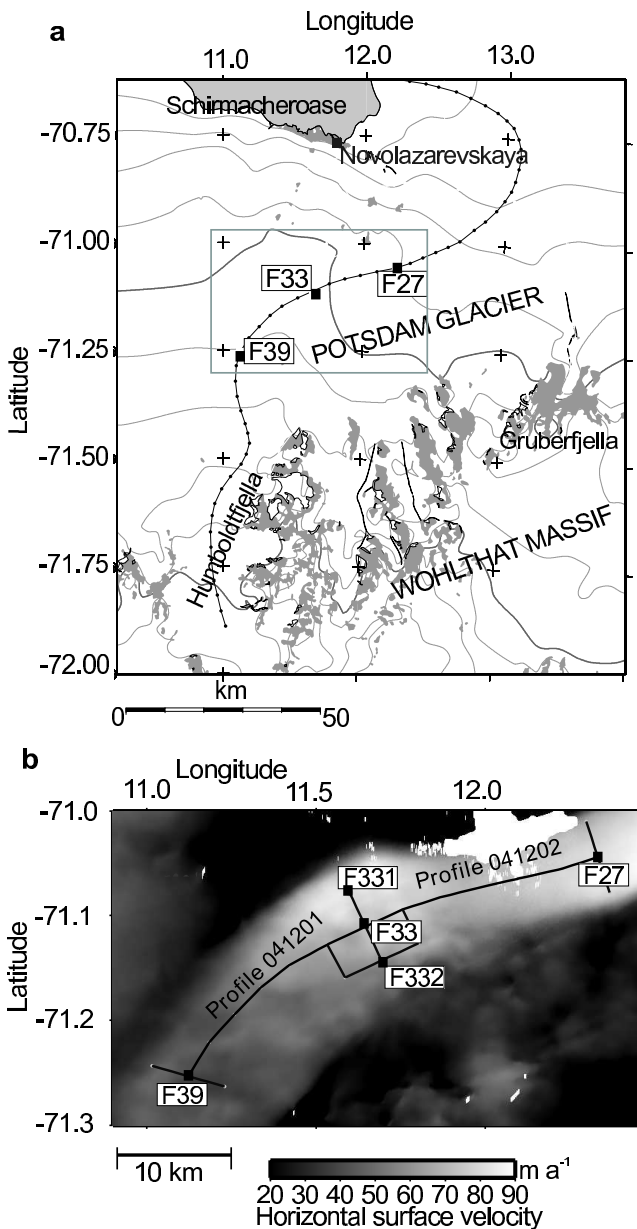 Longitude
a
11.0 12.0 13.0
Schirmacheroase
-70.75
Novolazarevskaya
-71.00
F33 F27
POTSDAM GLACIER
-71.25
F39
Latitude
Gruberfjella
-71.50
Humboldtfjella
WOHLTHAT MASSIF
-71.75
-72.00
km
0 50
b
Longitude
11.0 11.5 12.0
-71.0
Profile 041202
F331 F27
-71.1
F33
Profile 041201
F332
Latitude
-71.2
F39
-71.3
10 km
m a-1
20 30 40 50 60 70 80 90
Horizontal surface velocity